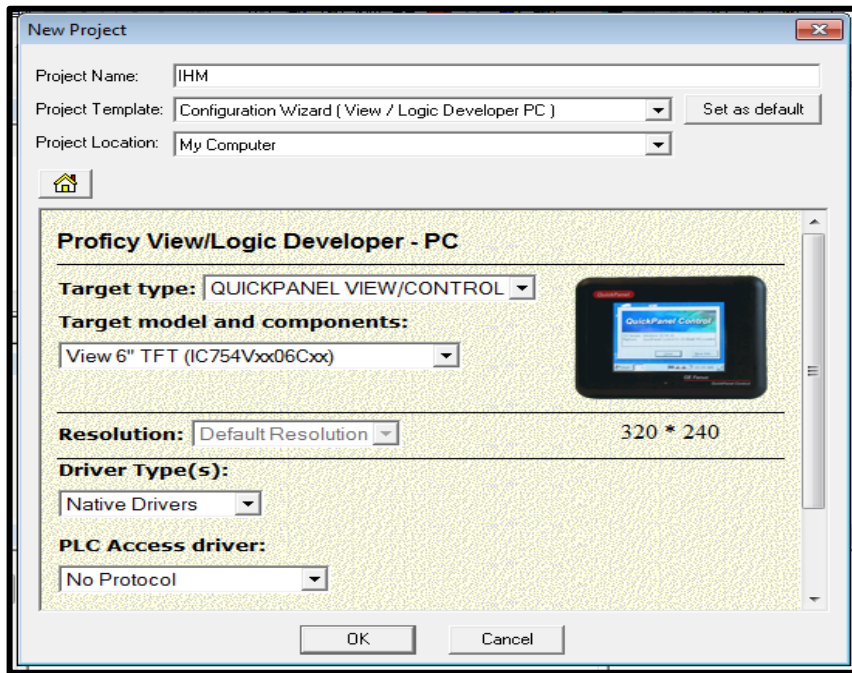 New Project
Project Name: IHM
Project Template: Configuration Wizard ( View / Logic Developer PC ) Set as default
Project Location: My Computer
Proficy View/Logic Developer - PC
Target type: QUICKPANEL VIEW/CONTROL
QuickPanel
Target model and components:
QuickPanel Control
View 6" TFT (IC754Vxx06Cxx)
Resolution: Default Resolution 320 * 240
Driver Type(s):
Native Drivers
PLC Access driver:
No Protocol
OK Cancel